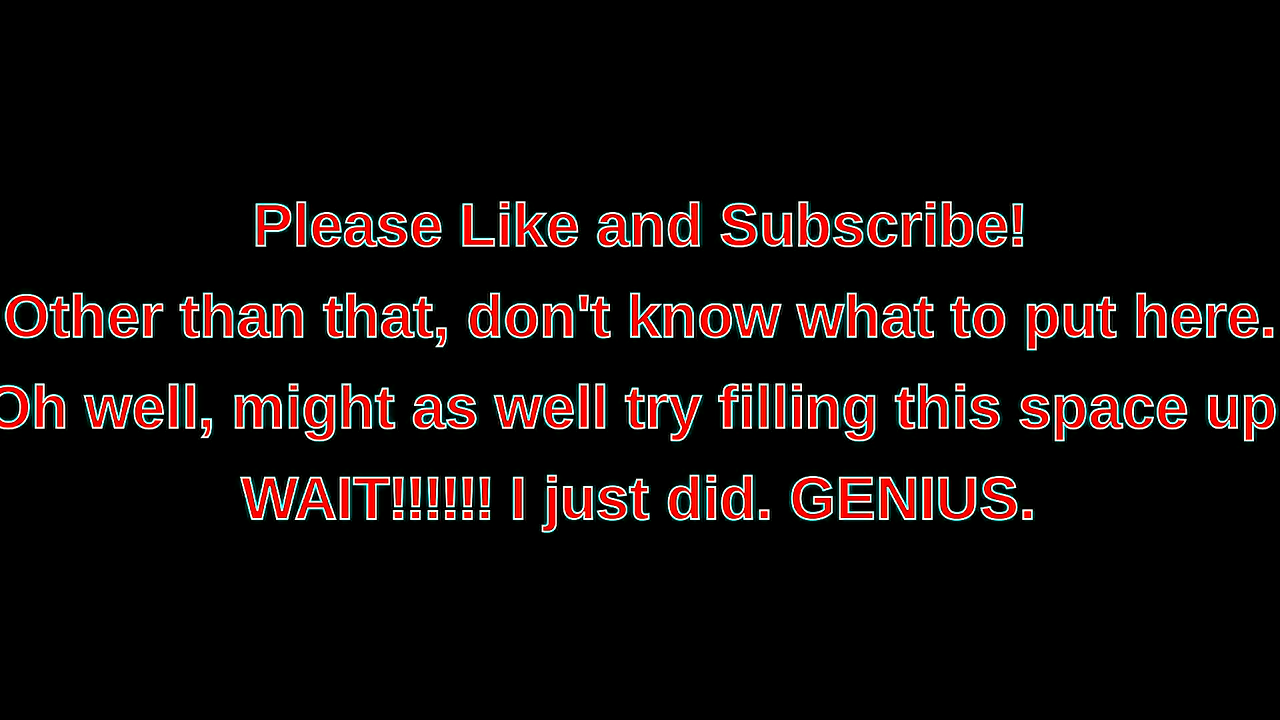 Please Like and Subscribe!
Other than that, don't know what to put here.
Oh well, might as well try filling this space up
WAIT!!!!!! I just did. GENIUS.